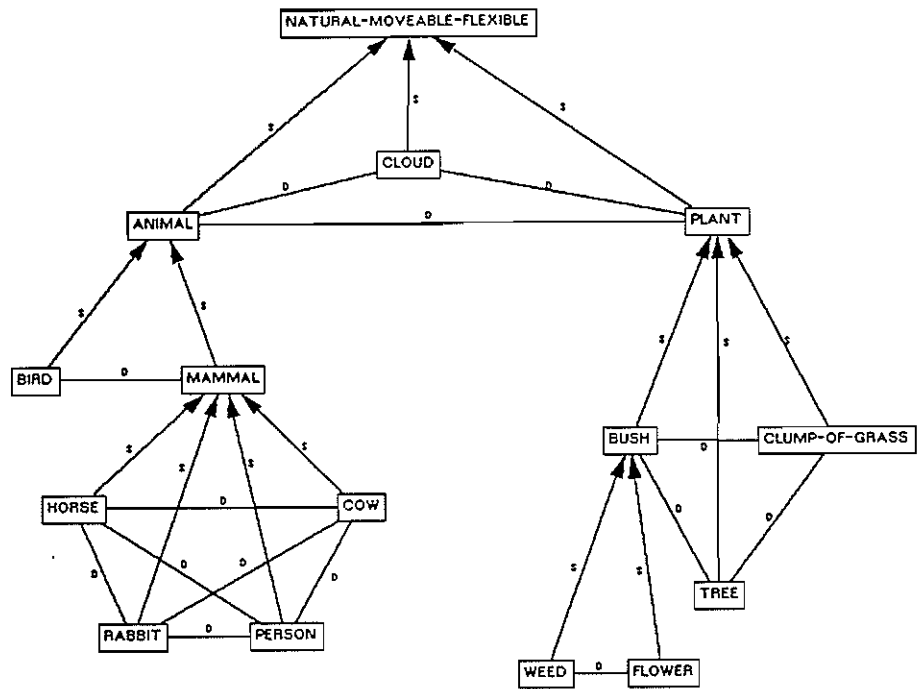 NATURAL-MOVEABLE-FLEXIBLE
S
S
S
CLOUD
D
D
ANIMAL
D
PLANT
S
S
BIRD
D
MAMMAL
S
S
S
BUSH
D
CLUMP-OF-GRASS
S
S
S
S
HORSE
D
COW
D
D
D
D
D
D
S
S
TREE
RABBIT
D
PERSON
WEED
D
FLOWER